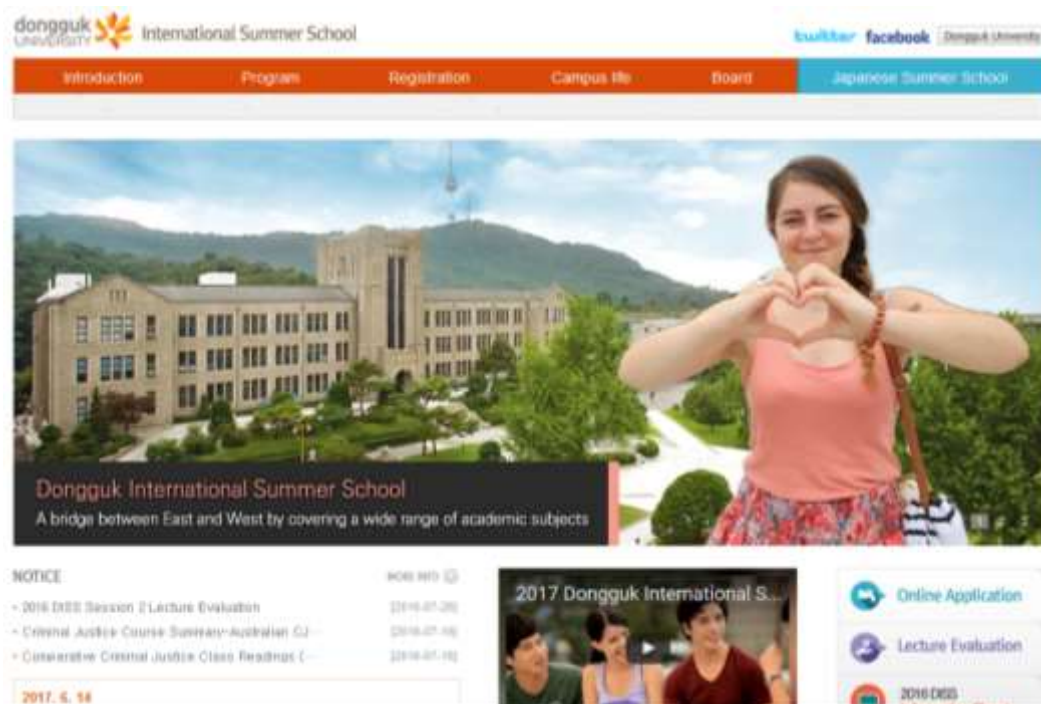 dongguk
UNIVERSITY
International Summer School
twitter facebook Dongguk University
Introduction Program Registration Campus life Board Japanese Summer School
Dongguk International Summer School
A bridge between East and West by covering a wide range of academic subjects
NOTICE MORE INFO
- 2016 DISS Session 2 Lecture Evaluation
- Criminal Justice Course Summary-Australian CJ...
- Comparative Criminal Justice Class Readings (...
2017. 6. 14
2017 Dongguk International S...
Online Application
Lecture Evaluation
2016 DISS